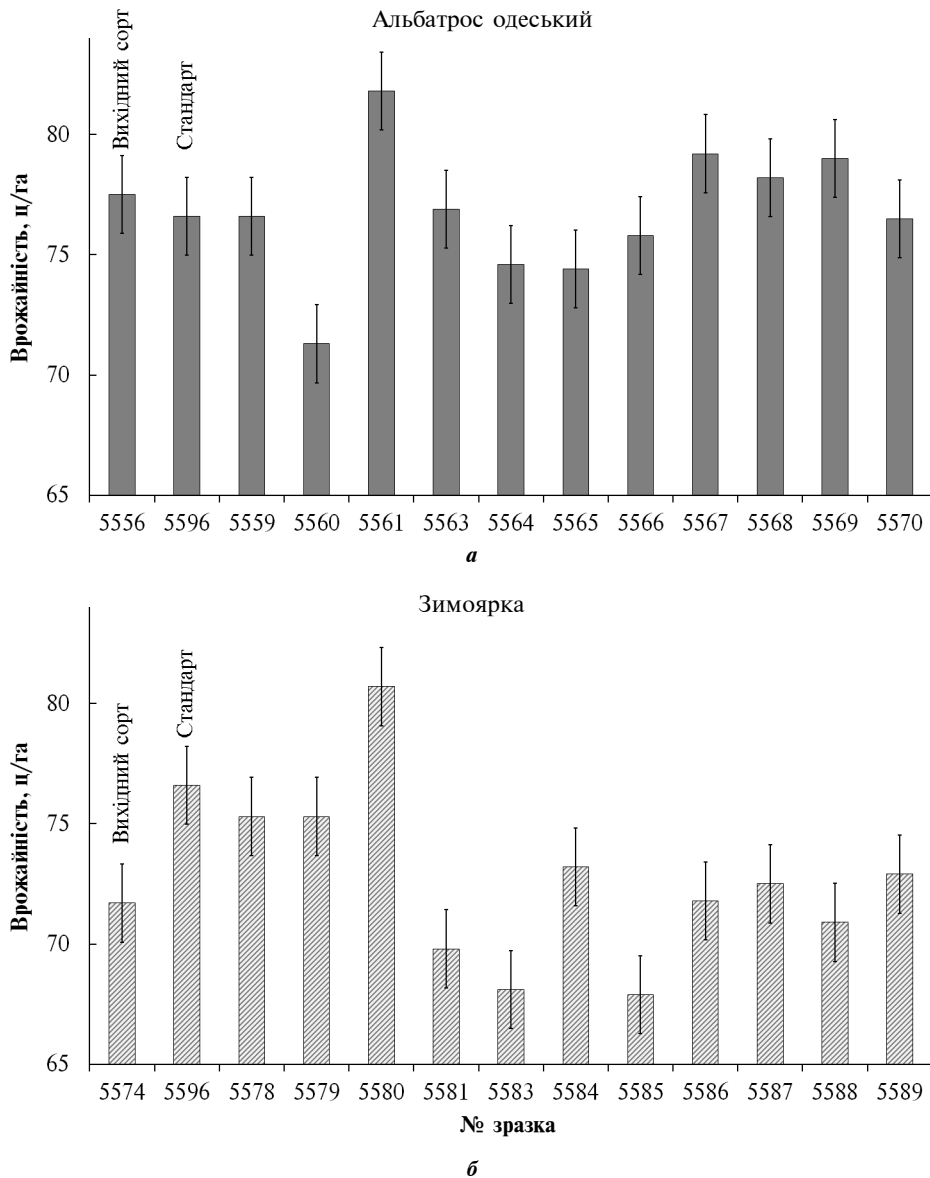 Альбатрос одеський
Вихідний сорт
Стандарт
Врожайність, ц/га
80
75
70
65
5556 5596 5559 5560 5561 5563 5564 5565 5566 5567 5568 5569 5570
а
Зимоярка
Вихідний сорт
Стандарт
Врожайність, ц/га
80
75
70
65
5574 5596 5578 5579 5580 5581 5583 5584 5585 5586 5587 5588 5589
№ зразка
б